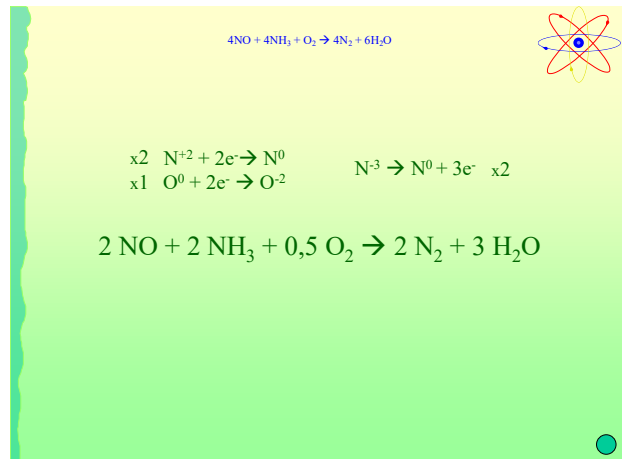 4NO + 4NH₃ + O₂ → 4N₂ + 6H₂O
x2 N⁺² + 2e⁻→ N⁰
x1 O⁰ + 2e⁻ → O⁻²
N⁻³ → N⁰ + 3e⁻ x2
2 NO + 2 NH₃ + 0,5 O₂ → 2 N₂ + 3 H₂O